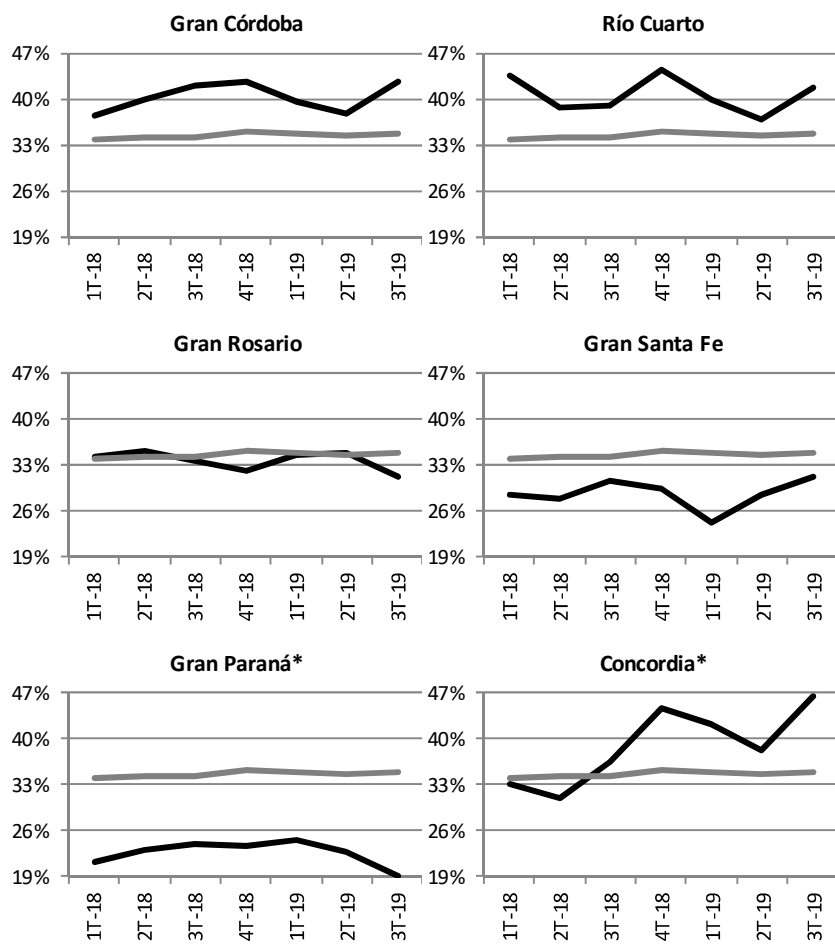 Gran Córdoba
47%
40%
33%
26%
19%
1T-18
2T-18
3T-18
4T-18
1T-19
2T-19
3T-19
Río Cuarto
47%
40%
33%
26%
19%
1T-18
2T-18
3T-18
4T-18
1T-19
2T-19
3T-19
Gran Rosario
47%
40%
33%
26%
19%
1T-18
2T-18
3T-18
4T-18
1T-19
2T-19
3T-19
Gran Santa Fe
47%
40%
33%
26%
19%
1T-18
2T-18
3T-18
4T-18
1T-19
2T-19
3T-19
Gran Paraná*
47%
40%
33%
26%
19%
1T-18
2T-18
3T-18
4T-18
1T-19
2T-19
3T-19
Concordia*
47%
40%
33%
26%
19%
1T-18
2T-18
3T-18
4T-18
1T-19
2T-19
3T-19